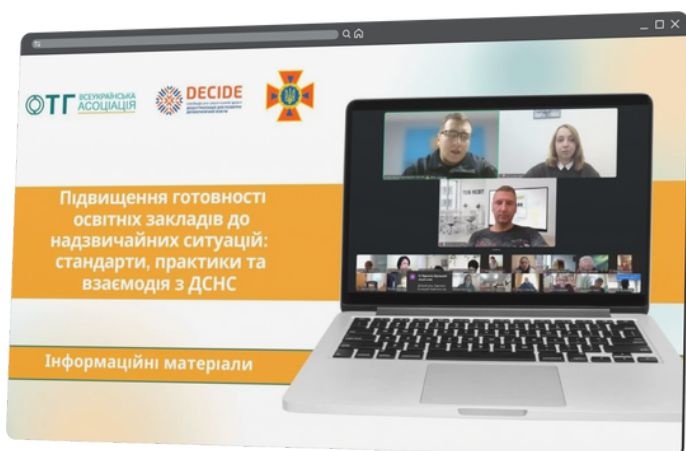 ОТГ ВСЕУКРАЇНСЬКА
АСОЦІАЦІЯ
DECIDE
Підвищення готовності
освітніх закладів до
надзвичайних ситуацій:
стандарти, практики та
взаємодія з ДСНС
Інформаційні матеріали